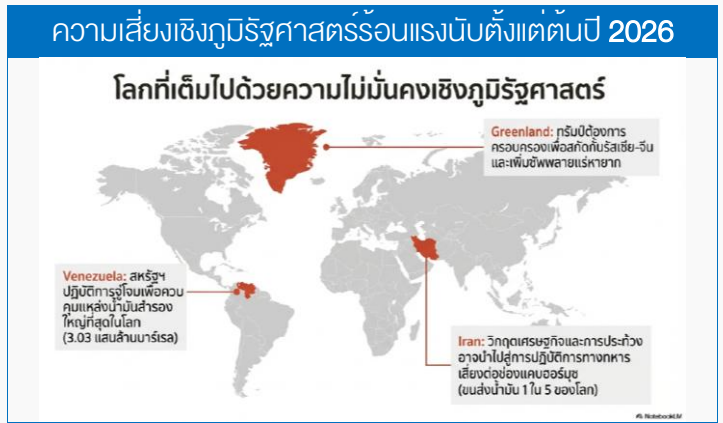 ความเสี่ยงเชิงภูมิรัฐศาสตร์ร้อนแรงนับตั้งแต่ต้นปี 2026
โลกที่เต็มไปด้วยความไม่มั่นคงเชิงภูมิรัฐศาสตร์
Greenland: ทรัมป์ต้องการ
ครอบครองเพื่อสกัดกั้นรัสเซีย-จีน
และเพิ่มซัพพลายแร่หายาก
Venezuela: สหรัฐฯ
ปฏิบัติการจู่โจมเพื่อควบ
คุมแหล่งน้ำมันสำรอง
ใหญ่ที่สุดในโลก
(3.03 แสนล้านบาร์เรล)
Iran: วิกฤตเศรษฐกิจและการประท้วง
อาจนำไปสู่การปฏิบัติการทางทหาร
เสี่ยงต่อช่องแคบฮอร์มุซ
(ขนส่งน้ำมัน 1 ใน 5 ของโลก)
NotebookLM